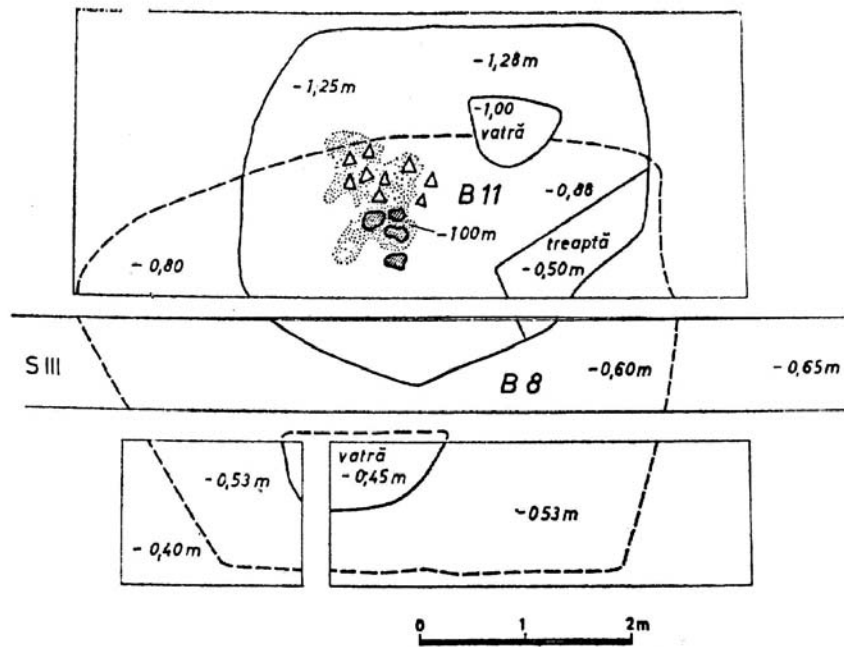 -1,28m
-1,25m
-1,00
vatră
B 11
-0,88
-100m
treaptă
-0,50m
-0,80
S III
B 8
-0,60m
-0,65m
vatră
-0,45m
-0,53m
-053m
-0,40m
0 1 2m